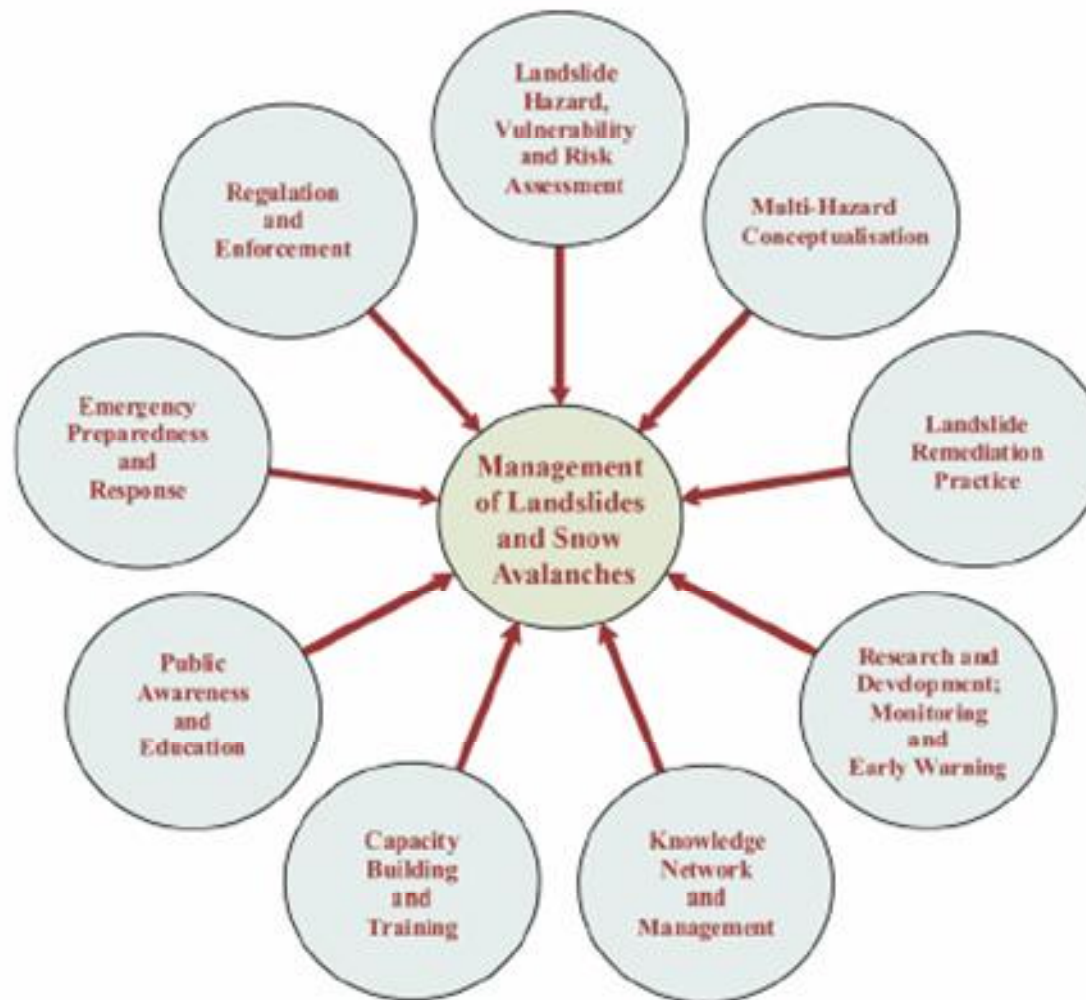 Landslide
Hazard,
Vulnerability
and Risk
Assessment
Multi-Hazard
Conceptualisation
Landslide
Remediation
Practice
Research and
Development;
Monitoring
and
Early Warning
Knowledge
Network
and
Management
Capacity
Building
and
Training
Public
Awareness
and
Education
Emergency
Preparedness
and
Response
Regulation
and
Enforcement
Management
of Landslides
and Snow
Avalanches